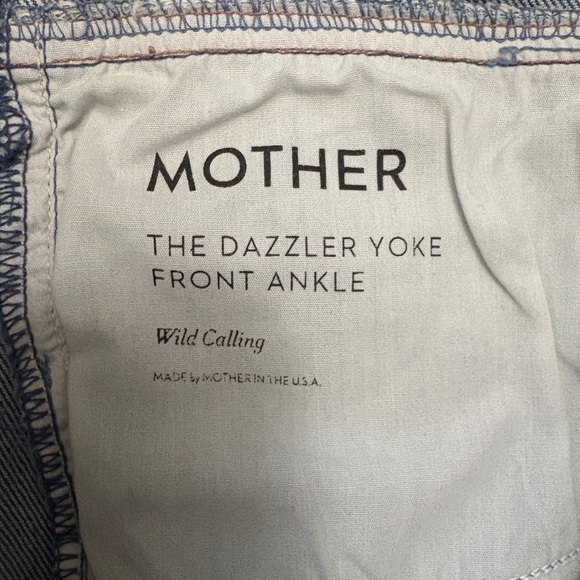 MOTHER
THE DAZZLER YOKE
FRONT ANKLE
Wild Calling
MADE by MOTHER IN THE U.S.A.